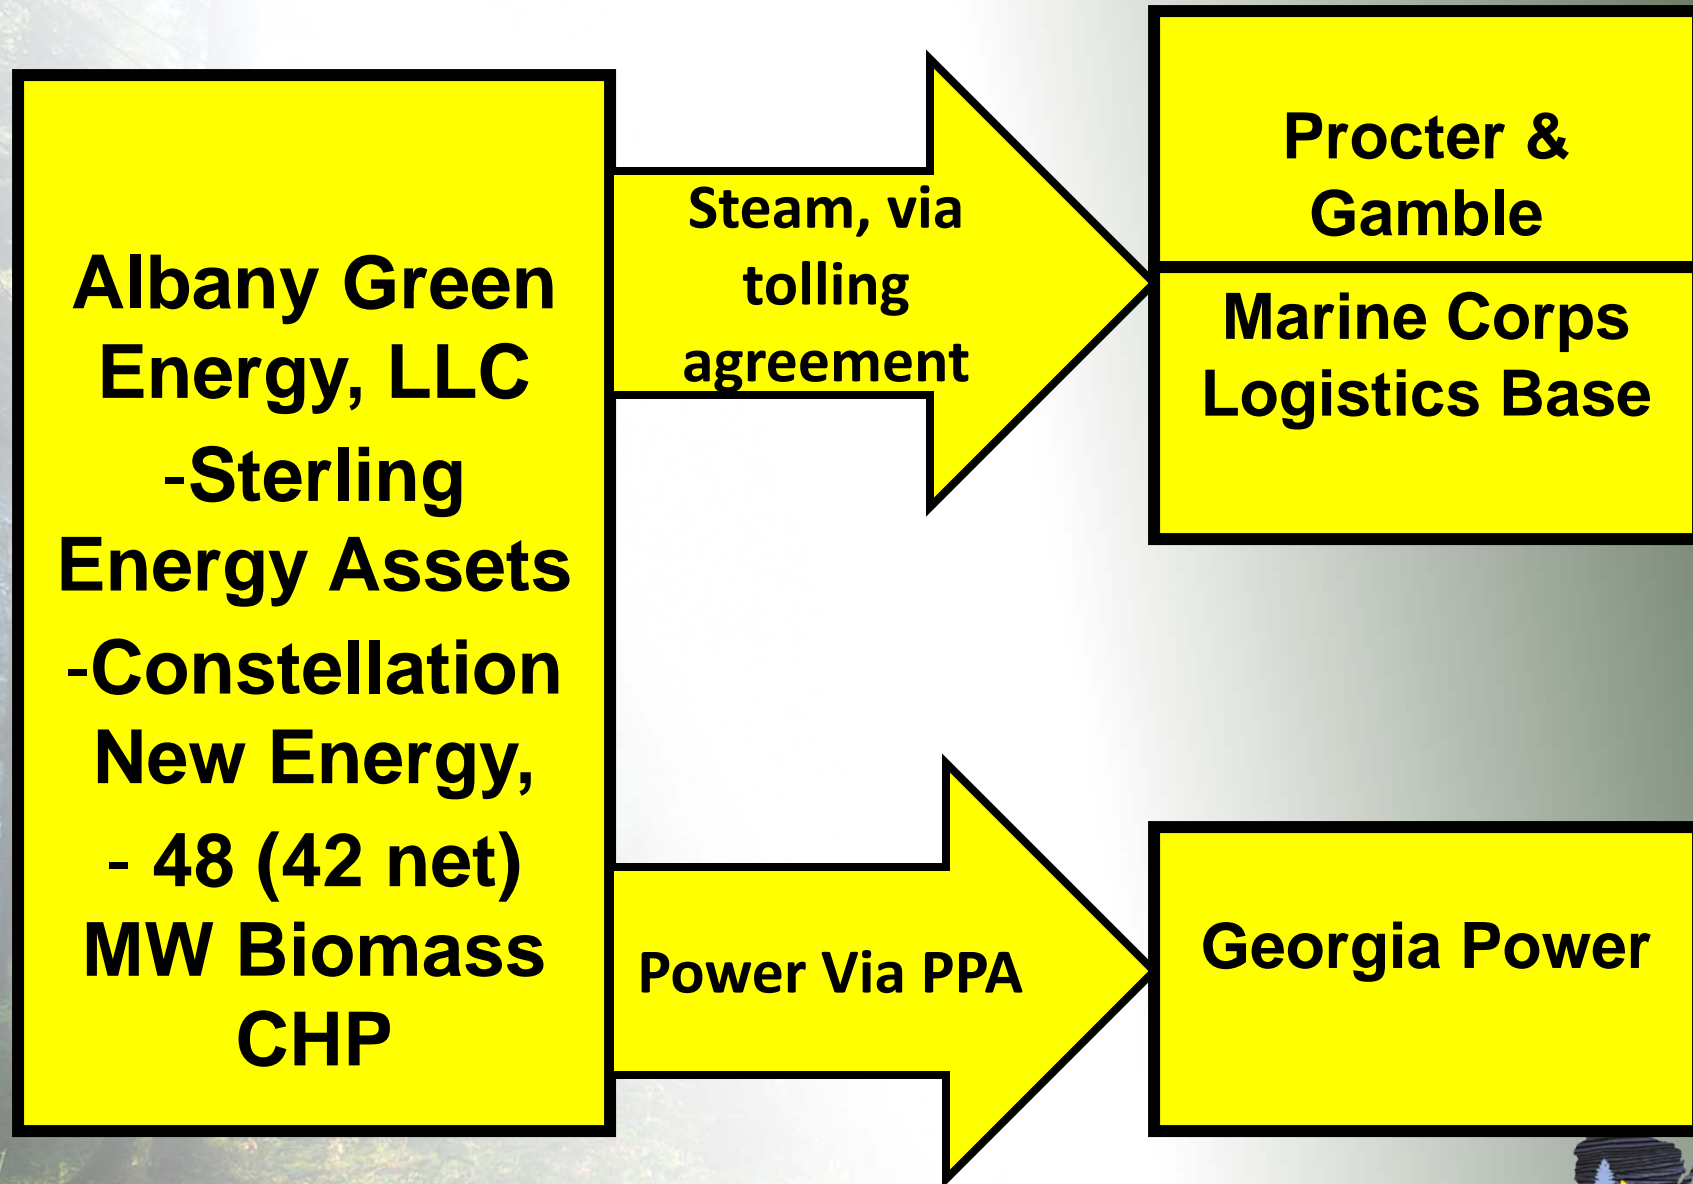 Albany Green
Energy, LLC
-Sterling
Energy Assets
-Constellation
New Energy,
- 48 (42 net)
MW Biomass
CHP
Steam, via
tolling
agreement
Procter &
Gamble
Marine Corps
Logistics Base
Power Via PPA
Georgia Power